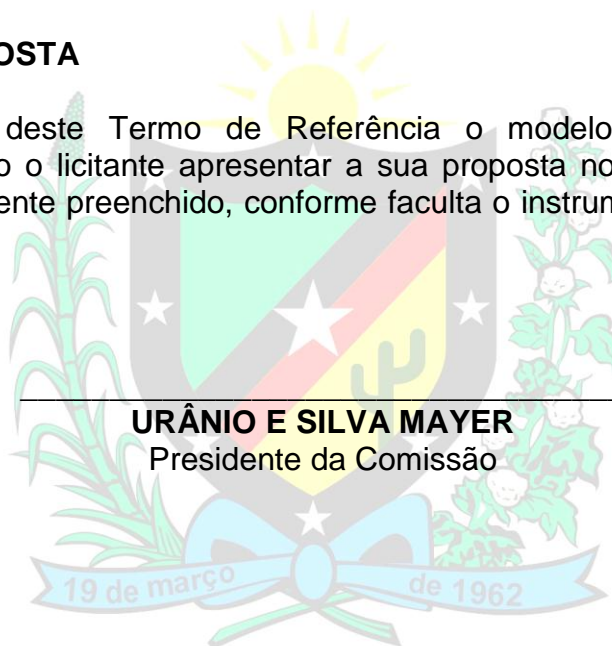 OSTA
deste Termo de Referência o modelo
o o licitante apresentar a sua proposta no
ente preenchido, conforme faculta o instrum
URÂNIO E SILVA MAYER
Presidente da Comissão
19 de março de 1962